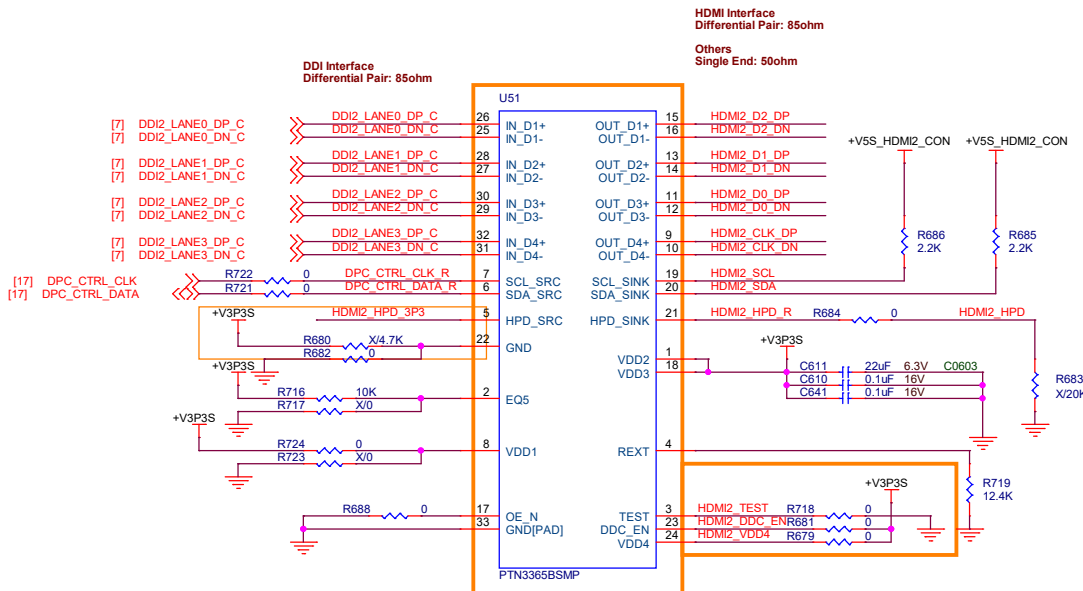 HDMI Interface
Differential Pair: 85ohm
Others
Single End: 50ohm
DDI Interface
Differential Pair: 85ohm
U51
[7] DDI2_LANE0_DP_C DDI2_LANE0_DP_C 26 IN_D1+ OUT_D1+ 15 HDMI2_D2_DP
[7] DDI2_LANE0_DN_C DDI2_LANE0_DN_C 25 IN_D1- OUT_D1- 16 HDMI2_D2_DN
+V5S_HDMI2_CON +V5S_HDMI2_CON
[7] DDI2_LANE1_DP_C DDI2_LANE1_DP_C 28 IN_D2+ OUT_D2+ 13 HDMI2_D1_DP
[7] DDI2_LANE1_DN_C DDI2_LANE1_DN_C 27 IN_D2- OUT_D2- 14 HDMI2_D1_DN
[7] DDI2_LANE2_DP_C DDI2_LANE2_DP_C 30 IN_D3+ OUT_D3+ 11 HDMI2_D0_DP
[7] DDI2_LANE2_DN_C DDI2_LANE2_DN_C 29 IN_D3- OUT_D3- 12 HDMI2_D0_DN
R686 R685
2.2K 2.2K
[7] DDI2_LANE3_DP_C DDI2_LANE3_DP_C 32 IN_D4+ OUT_D4+ 9 HDMI2_CLK_DP
[7] DDI2_LANE3_DN_C DDI2_LANE3_DN_C 31 IN_D4- OUT_D4- 10 HDMI2_CLK_DN
[17] DPC_CTRL_CLK R722 0 DPC_CTRL_CLK_R 7 SCL_SRC SCL_SINK 19 HDMI2_SCL
[17] DPC_CTRL_DATA R721 0 DPC_CTRL_DATA_R 6 SDA_SRC SDA_SINK 20 HDMI2_SDA
+V3P3S HDMI2_HPD_3P3 5 HPD_SRC HPD_SINK 21 HDMI2_HPD_R R684 0 HDMI2_HPD
R680 X/4.7K 22 GND
R682 0
+V3P3S
VDD2 1
VDD3 18
+V3P3S
C611 22uF 6.3V C0603
C610 0.1uF 16V
C641 0.1uF 16V
R683
X/20K
R716 10K 2 EQ5
R717 X/0
+V3P3S
R724 0 8 VDD1 REXT 4
R723 X/0
R719
12.4K
+V3P3S
R688 0 17 OE_N TEST 3 HDMI2_TEST R718 0
33 GND[PAD] DDC_EN 23 HDMI2_DDC_EN R681 0
VDD4 24 HDMI2_VDD4 R679 0
PTN3365BSMP